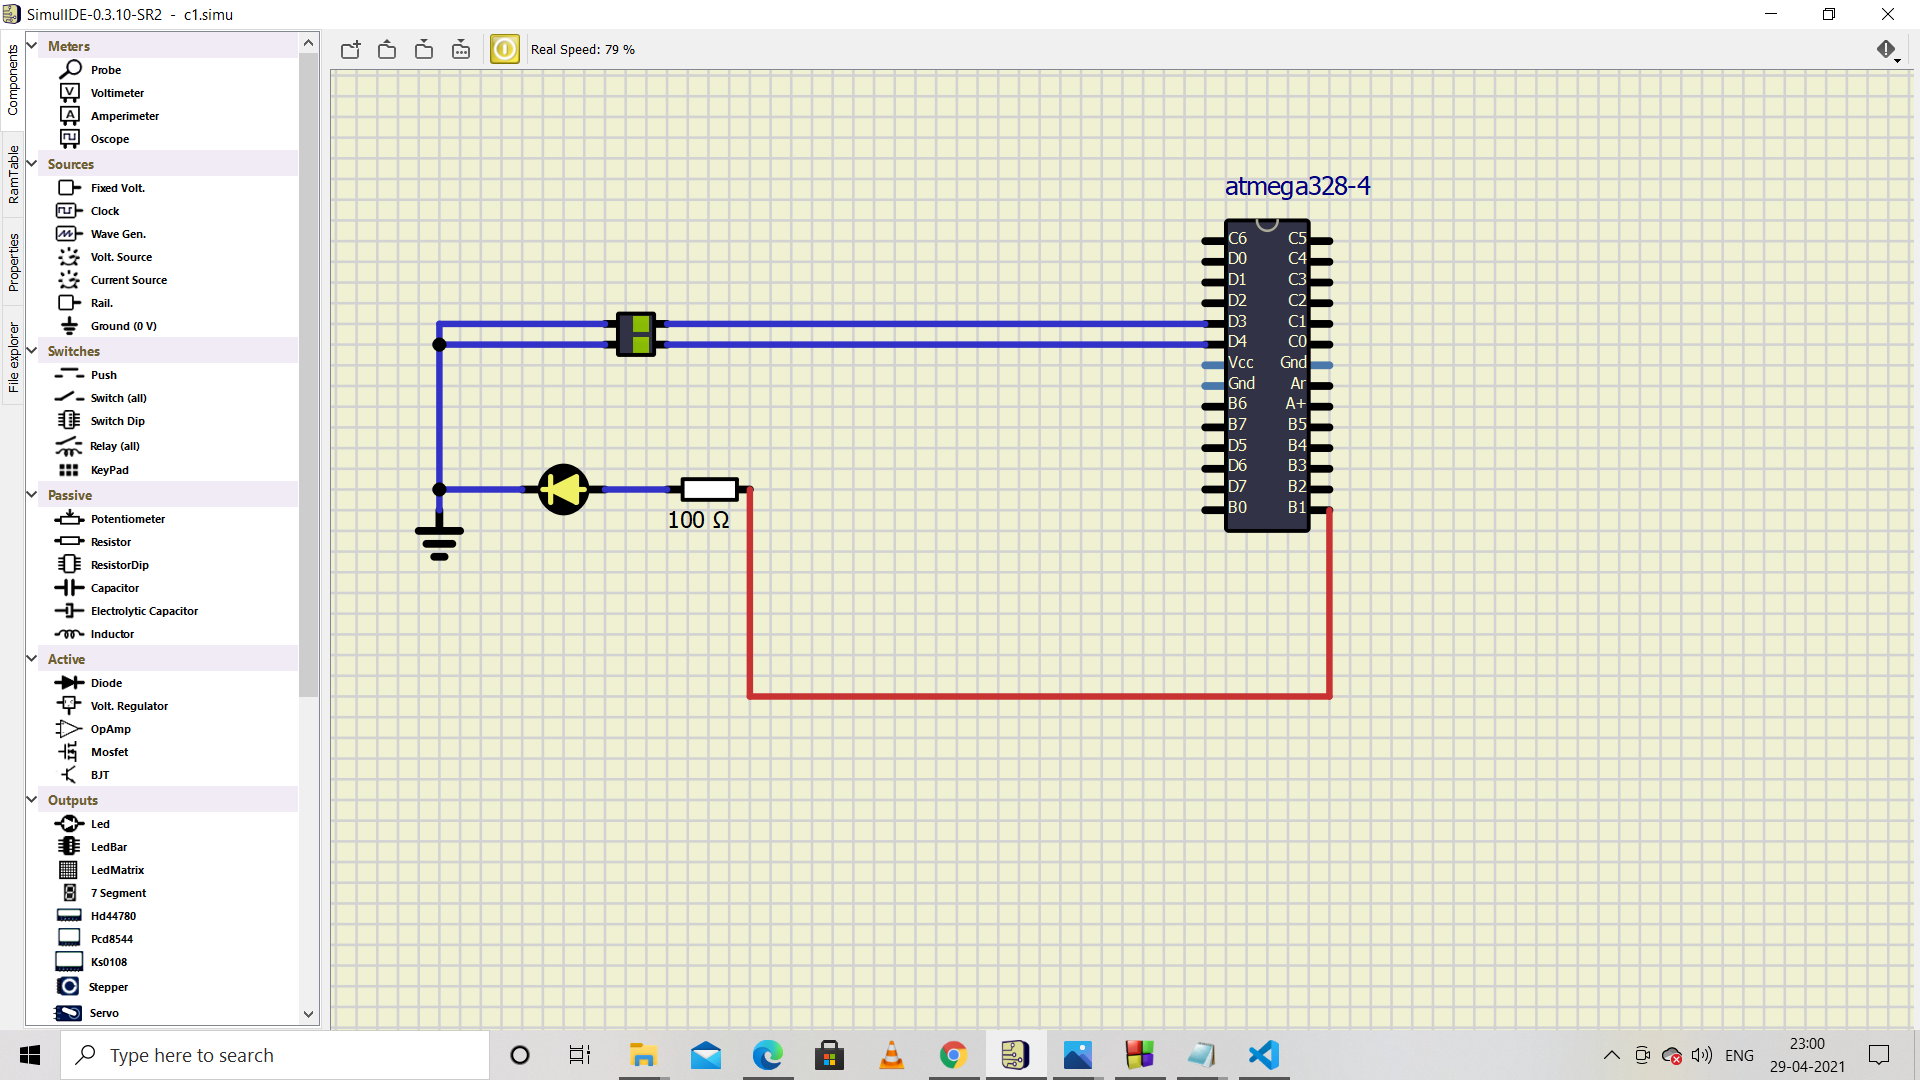 SimulIDE-0.3.10-SR2 - c1.simu
Components
RamTable
Properties
File explorer
Meters
Probe
Voltimeter
Amperimeter
Oscope
Sources
Fixed Volt.
Clock
Wave Gen.
Volt. Source
Current Source
Rail.
Ground (0 V)
Switches
Push
Switch (all)
Switch Dip
Relay (all)
KeyPad
Passive
Potentiometer
Resistor
ResistorDip
Capacitor
Electrolytic Capacitor
Inductor
Active
Diode
Volt. Regulator
OpAmp
Mosfet
BJT
Outputs
Led
LedBar
LedMatrix
7 Segment
Hd44780
Pcd8544
Ks0108
Stepper
Servo
Real Speed: 79 %
atmega328-4
C6 C5
D0 C4
D1 C3
D2 C2
D3 C1
D4 C0
Vcc Gnd
Gnd Ar
B6 A+
B7 B5
D5 B4
D6 B3
D7 B2
B0 B1
100 Ω
Type here to search
ENG
23:00
29-04-2021